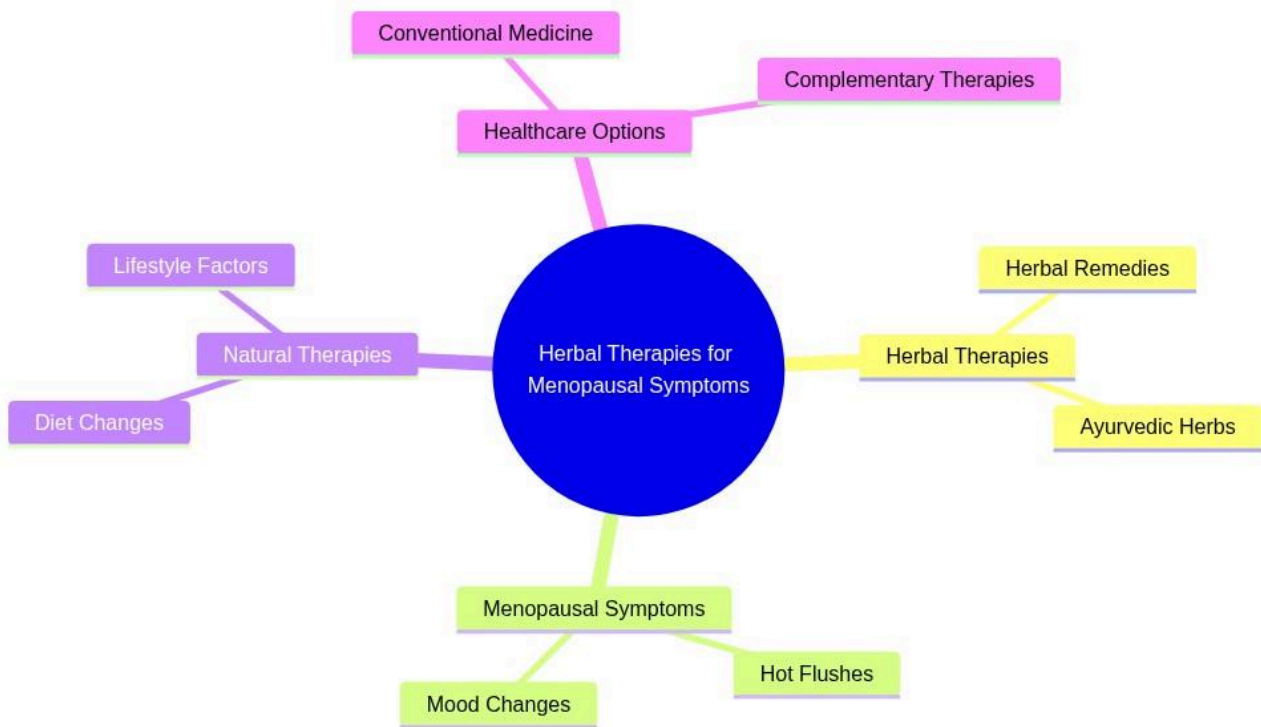 Conventional Medicine
Complementary Therapies
Healthcare Options
Lifestyle Factors
Herbal Remedies
Natural Therapies
Herbal Therapies for
Menopausal Symptoms
Herbal Therapies
Diet Changes
Ayurvedic Herbs
Menopausal Symptoms
Hot Flushes
Mood Changes